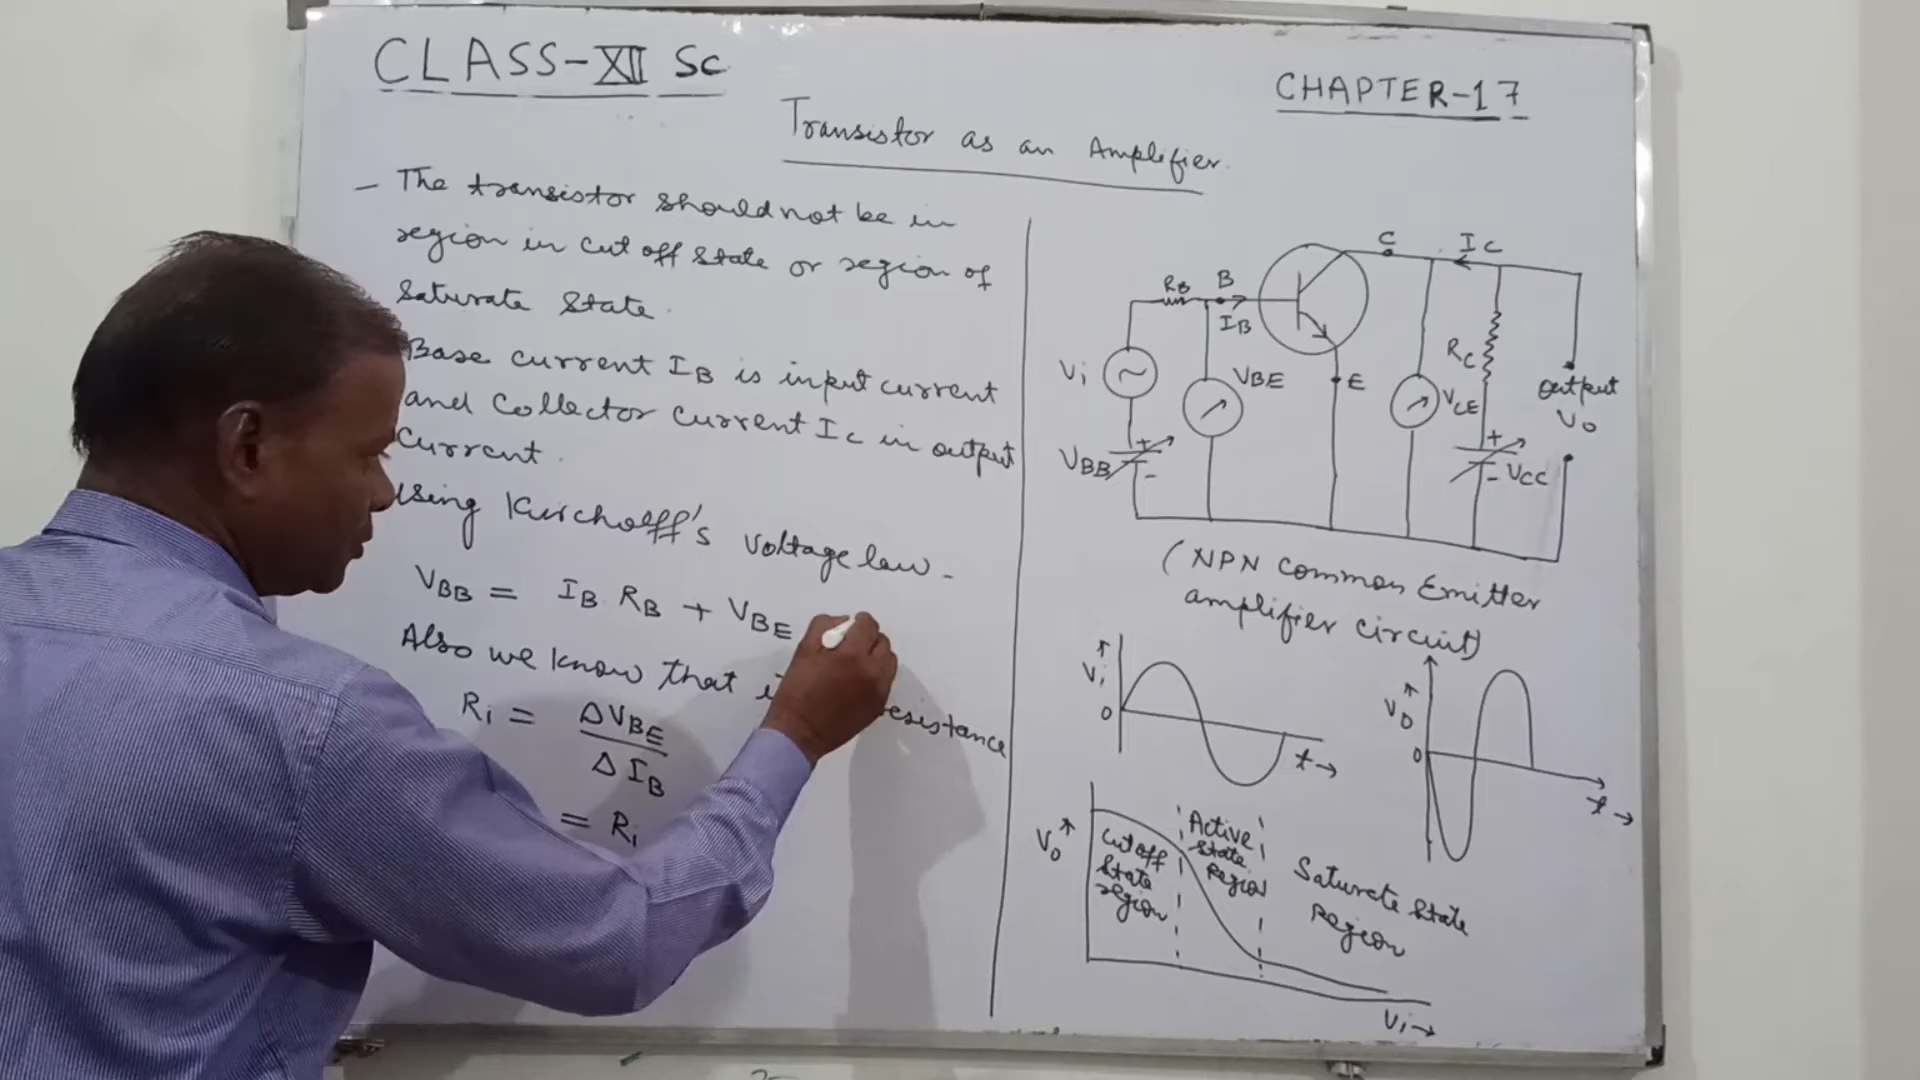 CLASS-XII Sc
CHAPTER-17
Transistor as an Amplifier.
- The transistor should not be in
region in cut off state or region of
Saturate State.
Base current IB is input current
and Collector current Ic in output
current.
using Kirchoff's voltage law-
VBB = IB RB + VBE
Also we know that
resistance
Ri = ΔVBE
ΔIB
= Ri
RB
B
IB
C
Ic
Vi
VBE
E
VCE
RC
output
Vo
VBB
+
-
+
- VCC
(NPN Common Emitter
amplifier circuit)
Vi
0
t→
Vo
0
t→
Vo
Cutoff
State
region
Active
State
Region
Saturate State
Region
Vi→